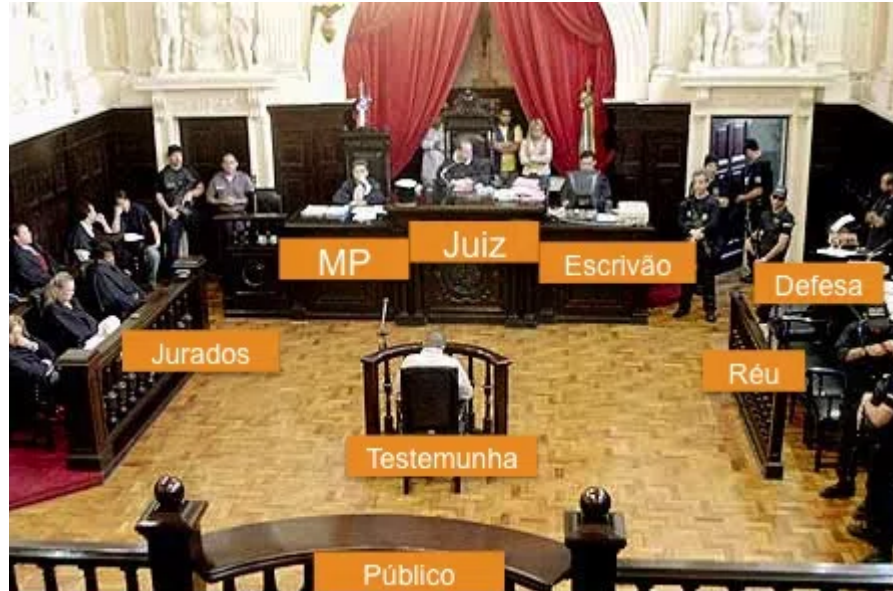 MP
Juiz
Escrivão
Defesa
Jurados
Réu
Testemunha
Público